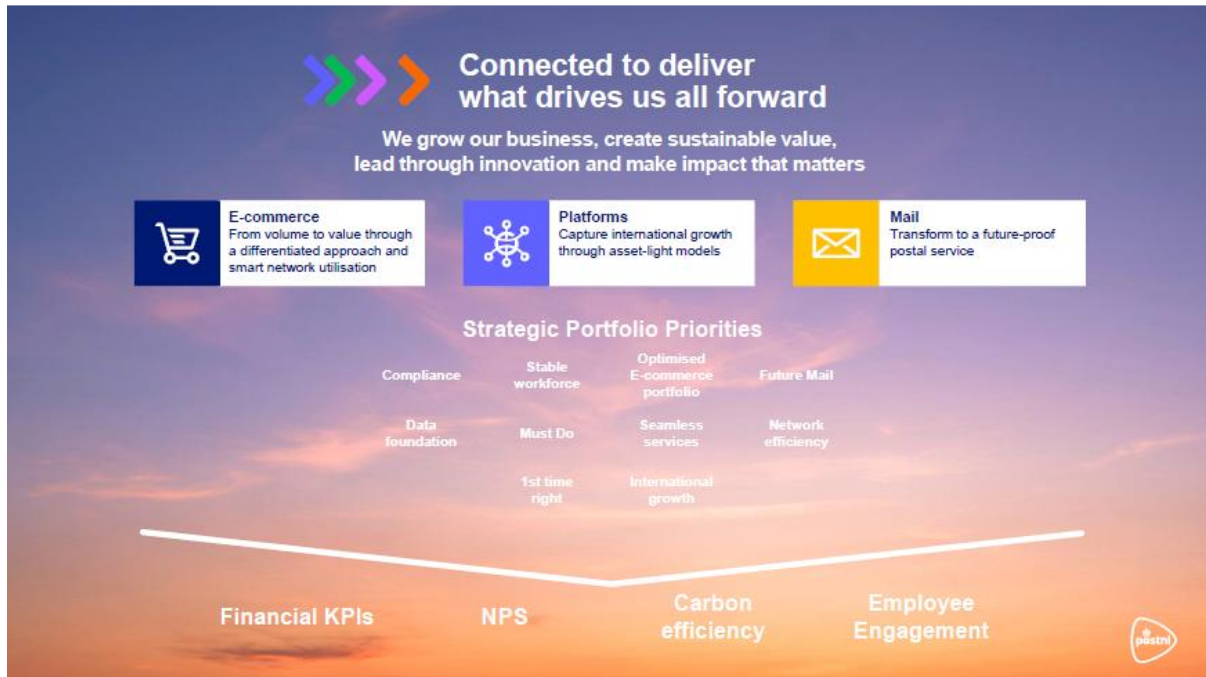 Connected to deliver
what drives us all forward
We grow our business, create sustainable value,
lead through innovation and make impact that matters
E-commerce
From volume to value through
a differentiated approach and
smart network utilisation
Platforms
Capture international growth
through asset-light models
Mail
Transform to a future-proof
postal service
Strategic Portfolio Priorities
Compliance
Stable
workforce
Optimised
E-commerce
portfolio
Future Mail
Data
foundation
Must Do
Seamless
services
Network
efficiency
1st time
right
International
growth
Financial KPIs
NPS
Carbon
efficiency
Employee
Engagement
postnl